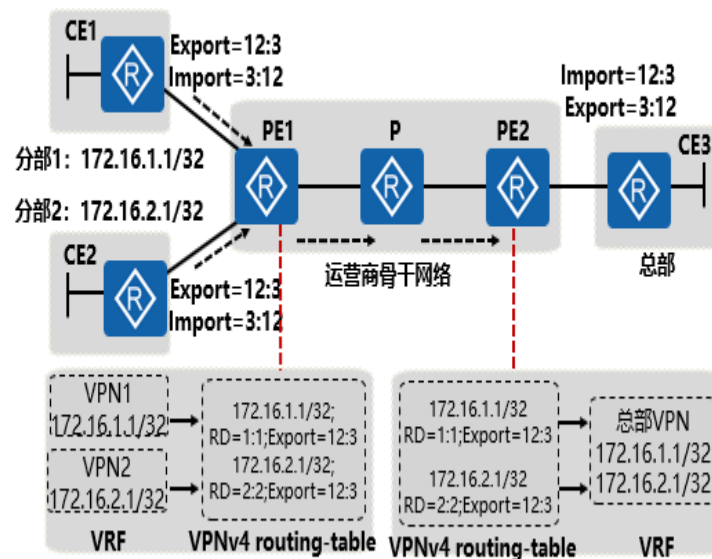 CE1
Export=12:3
Import=3:12
Import=12:3
Export=3:12
PE1
P
PE2
CE3
分部1：172.16.1.1/32
分部2：172.16.2.1/32
CE2
运营商骨干网络
总部
Export=12:3
Import=3:12
VPN1
172.16.1.1/32
VPN2
172.16.2.1/32
VRF
172.16.1.1/32;
RD=1:1;Export=12:3
172.16.2.1/32;
RD=2:2;Export=12:3
VPNv4 routing-table
172.16.1.1/32
RD=1:1;Export=12:3
172.16.2.1/32
RD=2:2;Export=12:3
VPNv4 routing-table
总部VPN
172.16.1.1/32
172.16.2.1/32
VRF
R
R
R
R
R
R